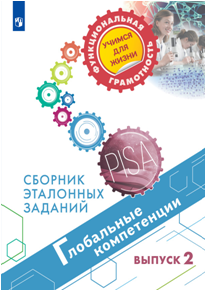 ФУНКЦИОНАЛЬНАЯ
УЧИМСЯ ДЛЯ
ЖИЗНИ
ГРАМОТНОСТЬ
PISA
СБОРНИК
ЭТАЛОННЫХ
ЗАДАНИЙ
Глобальные
компетенции
ВЫПУСК 2